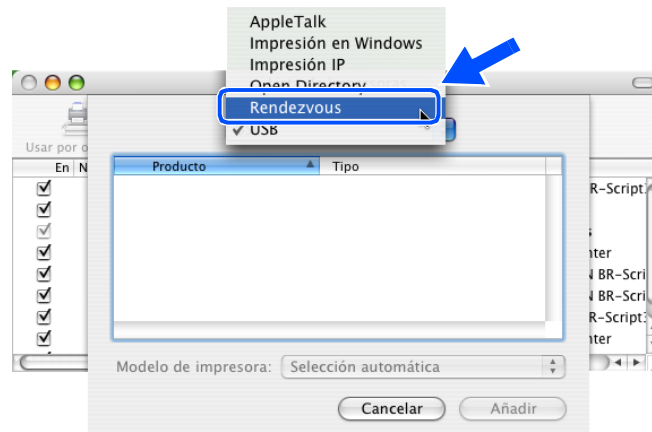 AppleTalk
Impresión en Windows
Impresión IP
Open Directory
Rendezvous
✓ USB
Usar por o
En N
Producto
Tipo
R-Script
nter
N BR-Scri
N BR-Scri
R-Script
nter
Modelo de impresora:
Selección automática
Cancelar
Añadir